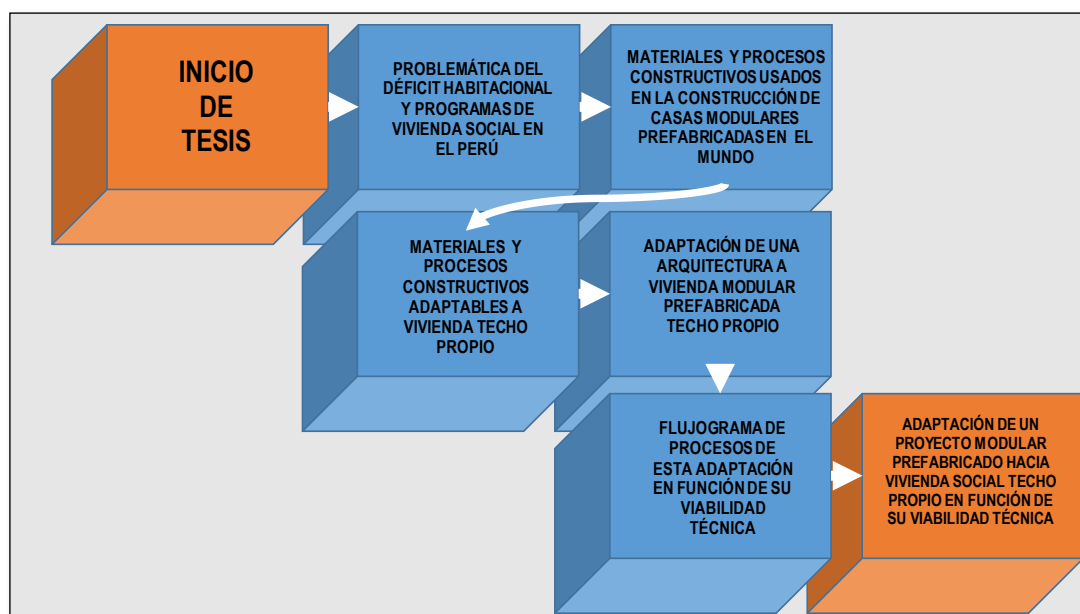 INICIO
DE
TESIS
PROBLEMÁTICA DEL
DÉFICIT HABITACIONAL
Y PROGRAMAS DE
VIVIENDA SOCIAL EN
EL PERÚ
MATERIALES Y PROCESOS
CONSTRUCTIVOS USADOS
EN LA CONSTRUCCIÓN DE
CASAS MODULARES
PREFABRICADAS EN EL
MUNDO
MATERIALES Y
PROCESOS
CONSTRUCTIVOS
ADAPTABLES A
VIVIENDA TECHO
PROPIO
ADAPTACIÓN DE UNA
ARQUITECTURA A
VIVIENDA MODULAR
PREFABRICADA
TECHO PROPIO
FLUJOGRAMA DE
PROCESOS DE
ESTA ADAPTACIÓN
EN FUNCIÓN DE SU
VIABILIDAD
TÉCNICA
ADAPTACIÓN DE UN
PROYECTO MODULAR
PREFABRICADO HACIA
VIVIENDA SOCIAL TECHO
PROPIO EN FUNCIÓN DE
SU VIABILIDAD TÉCNICA